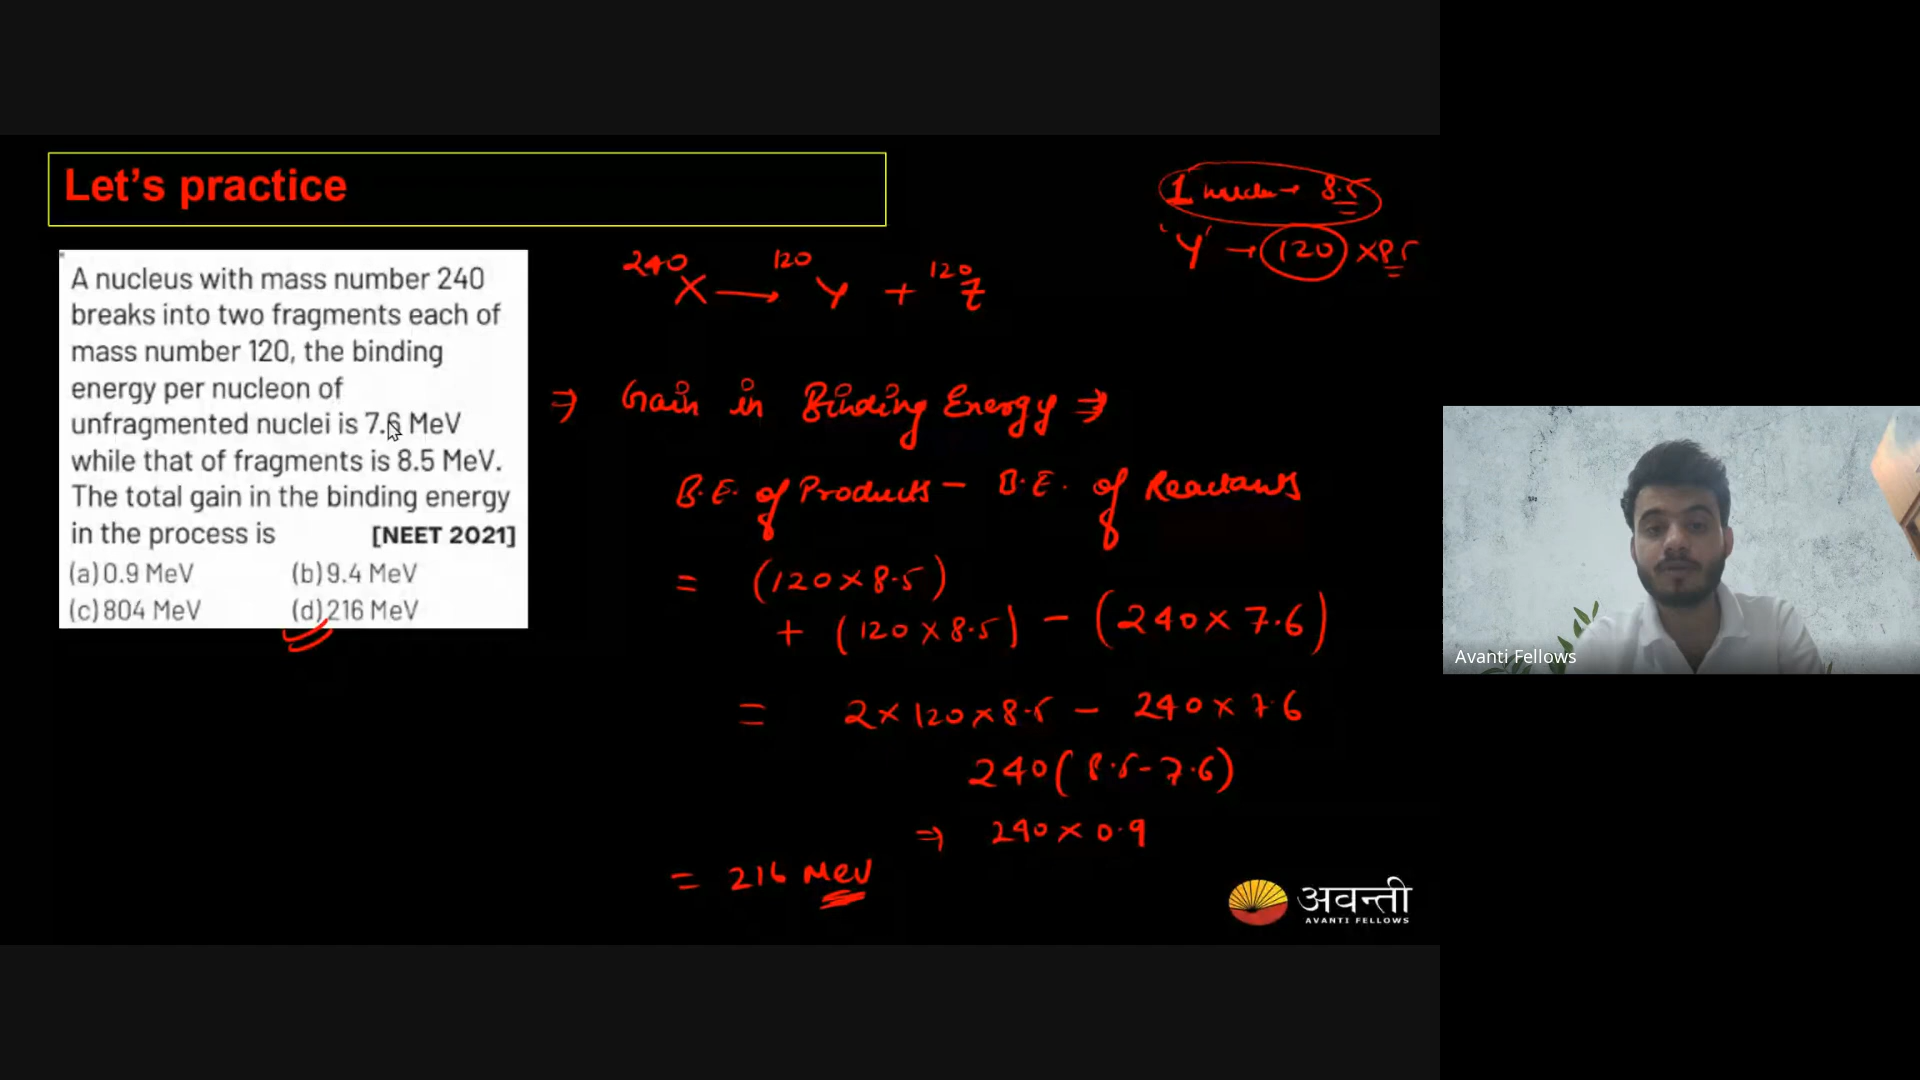 Let's practice
A nucleus with mass number 240
breaks into two fragments each of
mass number 120, the binding
energy per nucleon of
unfragmented nuclei is 7.6 MeV
while that of fragments is 8.5 MeV.
The total gain in the binding energy
in the process is [NEET 2021]
(a) 0.9 MeV (b) 9.4 MeV
(c) 804 MeV (d) 216 MeV
1 → 8.5
'Y' → 120 × 8.5
240X → 120Y + 120Z
⇒ Gain in Binding Energy ⇒
B.E. of Products - B.E. of Reactants
= (120 × 8.5)
+ (120 × 8.5) - (240 × 7.6)
= 2 × 120 × 8.5 - 240 × 7.6
240 (8.5 - 7.6)
⇒ 240 × 0.9
= 216 MeV
अवन्ती
AVANTI FELLOWS
Avanti Fellows